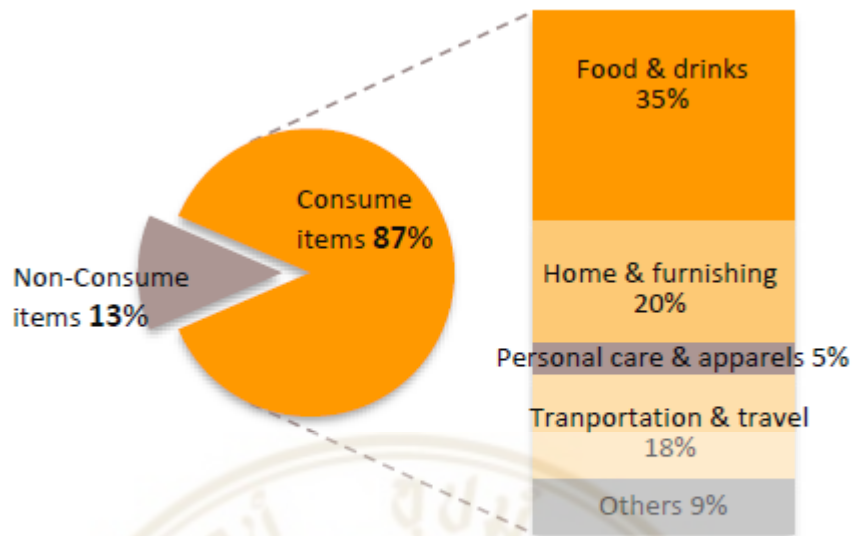 Food & drinks
35%
Consume
items 87%
Non-Consume
items 13%
Home & furnishing
20%
Personal care & apparels 5%
Tranportation & travel
18%
Others 9%